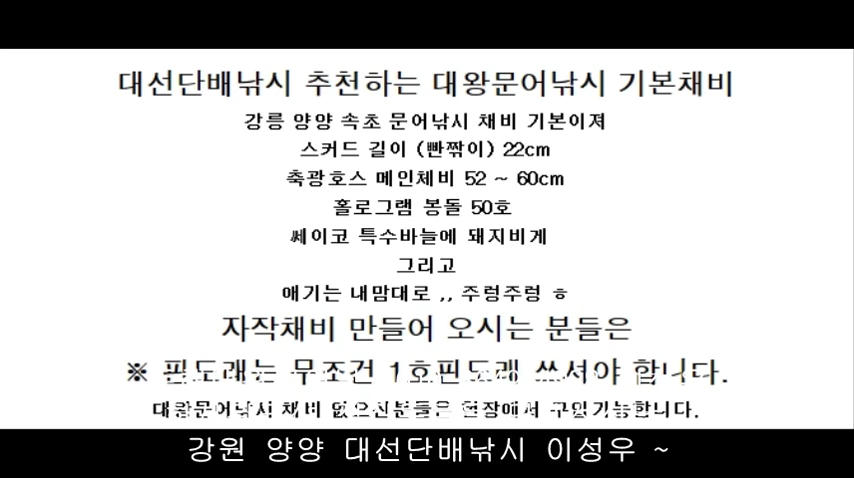 대선단배낚시 추천하는 대왕문어낚시 기본채비
강릉 양양 속초 문어낚시 채비 기본이져
스커드 길이 (빤짞이) 22cm
축광호스 메인체비 52 ~ 60cm
홀로그램 봉돌 50호
쎄이코 특수바늘에 돼지비게
그리고
애기는 내맘대로 ,, 주렁주렁 ㅎ
자작채비 만들어 오시는 분들은
※ 핀도래는 무조건 1호핀도래 쓰셔야 합니다.
대왕문어낚시 채비 없으신분들은 현장에서 구입가능합니다.
강원 양양 대선단배낚시 이성우 ~